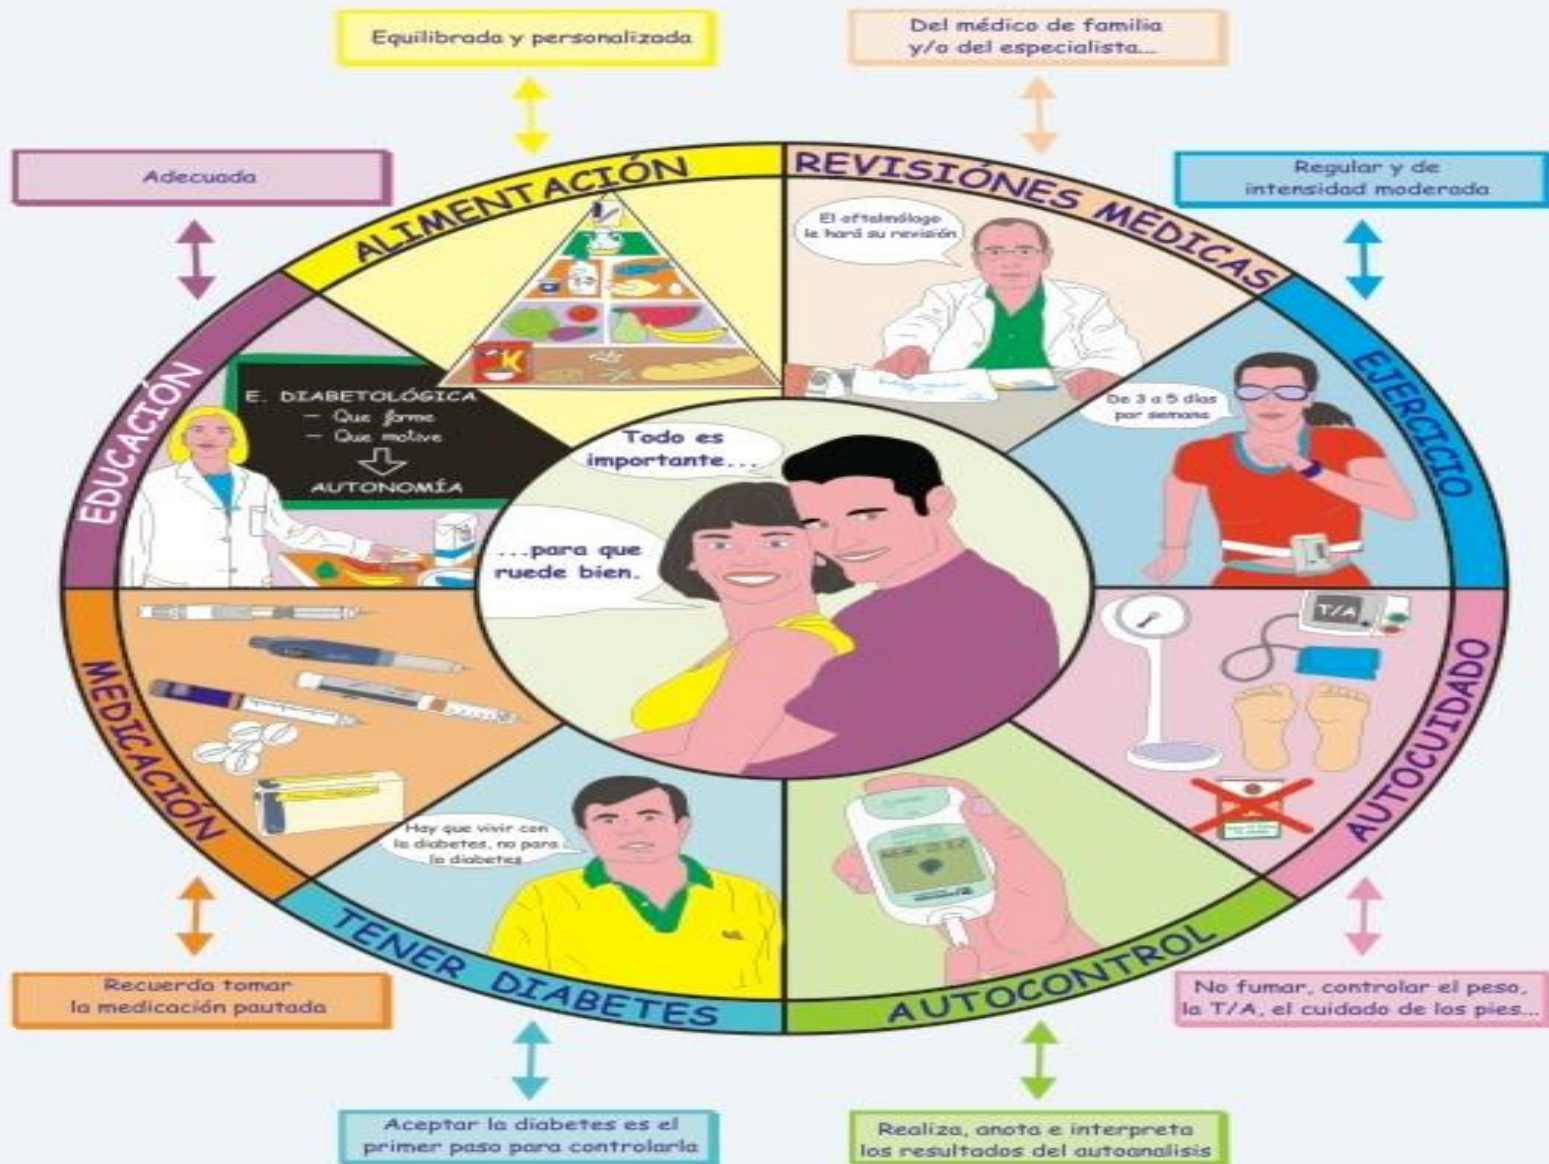 Equilibrada y personalizada
Del médico de familia
y/o del especialista...
Adecuada
Regular y de
intensidad moderada
ALIMENTACIÓN
REVISIÓNES MÉDICAS
El oftalmólogo
le hará su revisión
EDUCACIÓN
E. DIABETOLÓGICA
– Que forme
– Que motive
AUTONOMÍA
De 3 a 5 días
por semana
EJERCICIO
Todo es
importante...
...para que
ruede bien.
MEDICACIÓN
T/A
AUTOCUIDADO
Hay que vivir con
la diabetes, no para
la diabetes
TENER DIABETES
AUTOCONTROL
Recuerda tomar
la medicación pautada
No fumar, controlar el peso,
la T/A, el cuidado de los pies...
Aceptar la diabetes es el
primer paso para controlarla
Realiza, anota e interpreta
los resultados del autoanalisis